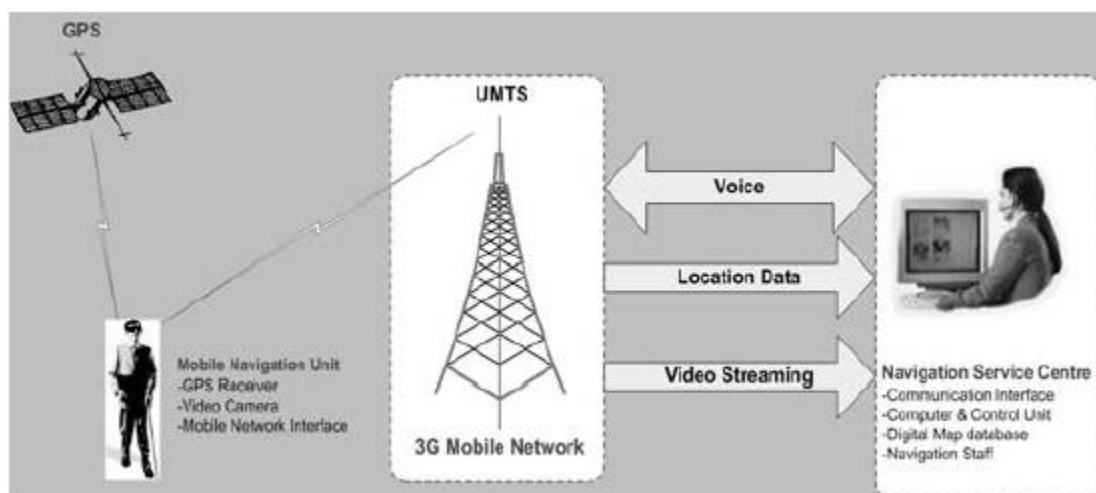 GPS
UMTS
Voice
Location Data
Video Streaming
Mobile Navigation Unit
-GPS Receiver
-Video Camera
-Mobile Network Interface
3G Mobile Network
Navigation Service Centre
-Communication Interface
-Computer & Control Unit
-Digital Map database
-Navigation Staff